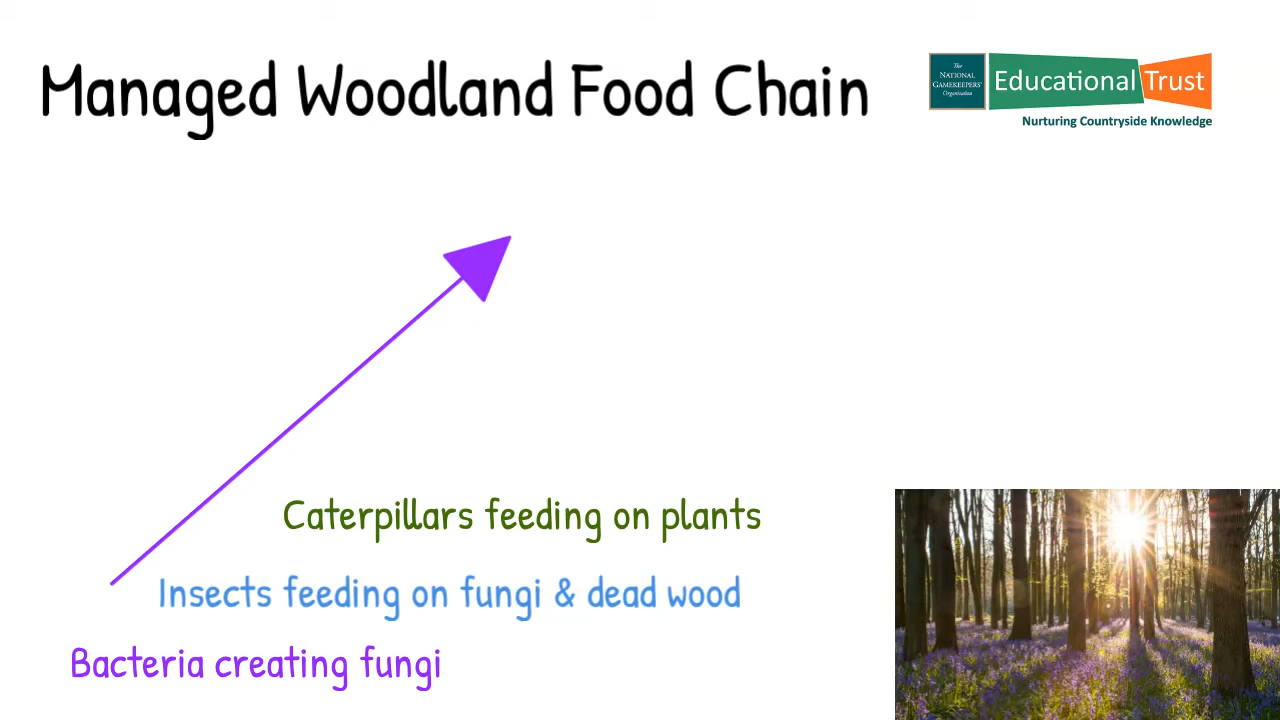 Managed Woodland Food Chain
The
NATIONAL
GAMEKEEPERS'
Organisation
Educational Trust
Nurturing Countryside Knowledge
Caterpillars feeding on plants
Insects feeding on fungi & dead wood
Bacteria creating fungi